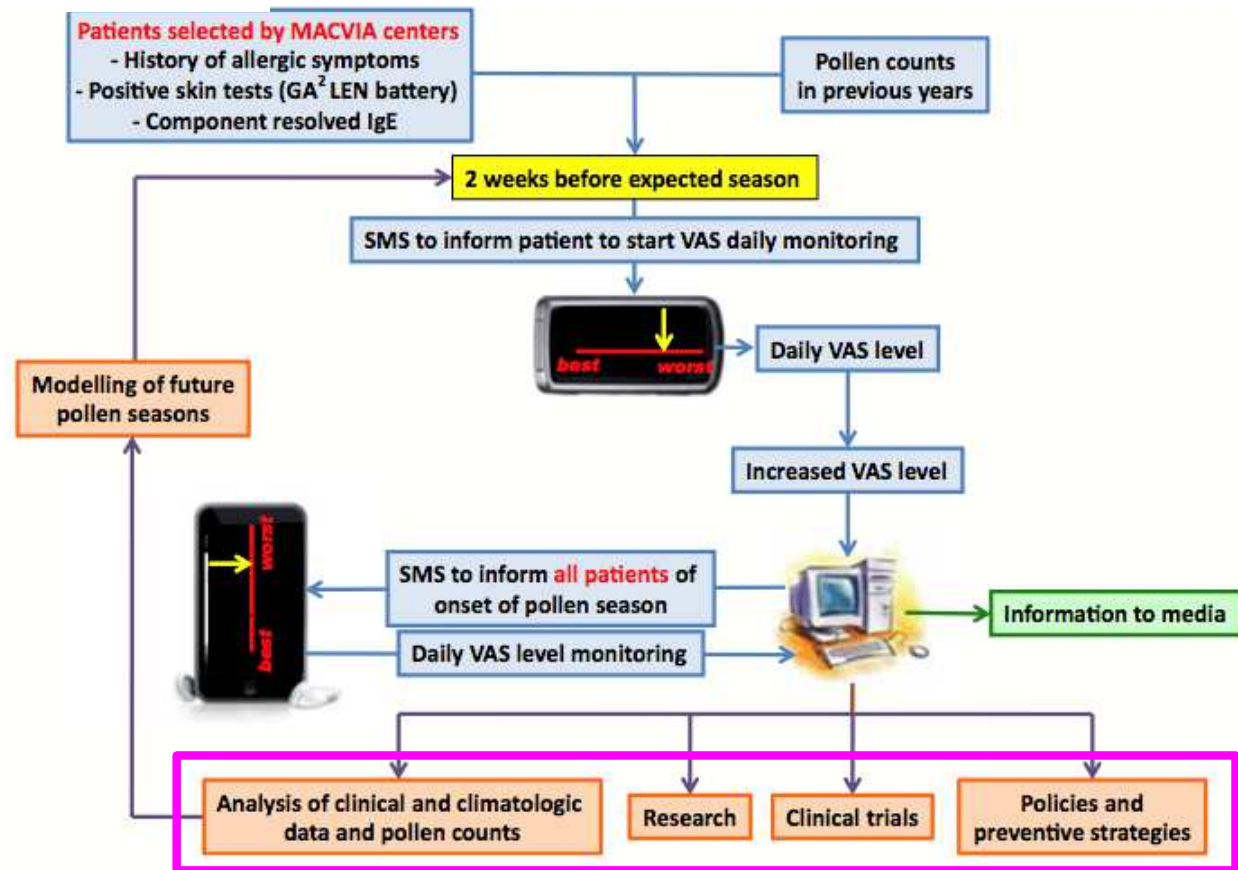 Patients selected by MACVIA centers
- History of allergic symptoms
- Positive skin tests (GA² LEN battery)
- Component resolved IgE
Pollen counts
in previous years
2 weeks before expected season
SMS to inform patient to start VAS daily monitoring
best worst
Daily VAS level
Modelling of future
pollen seasons
Increased VAS level
worst
best
SMS to inform all patients of
onset of pollen season
Information to media
Daily VAS level monitoring
Analysis of clinical and climatologic
data and pollen counts
Research
Clinical trials
Policies and
preventive strategies